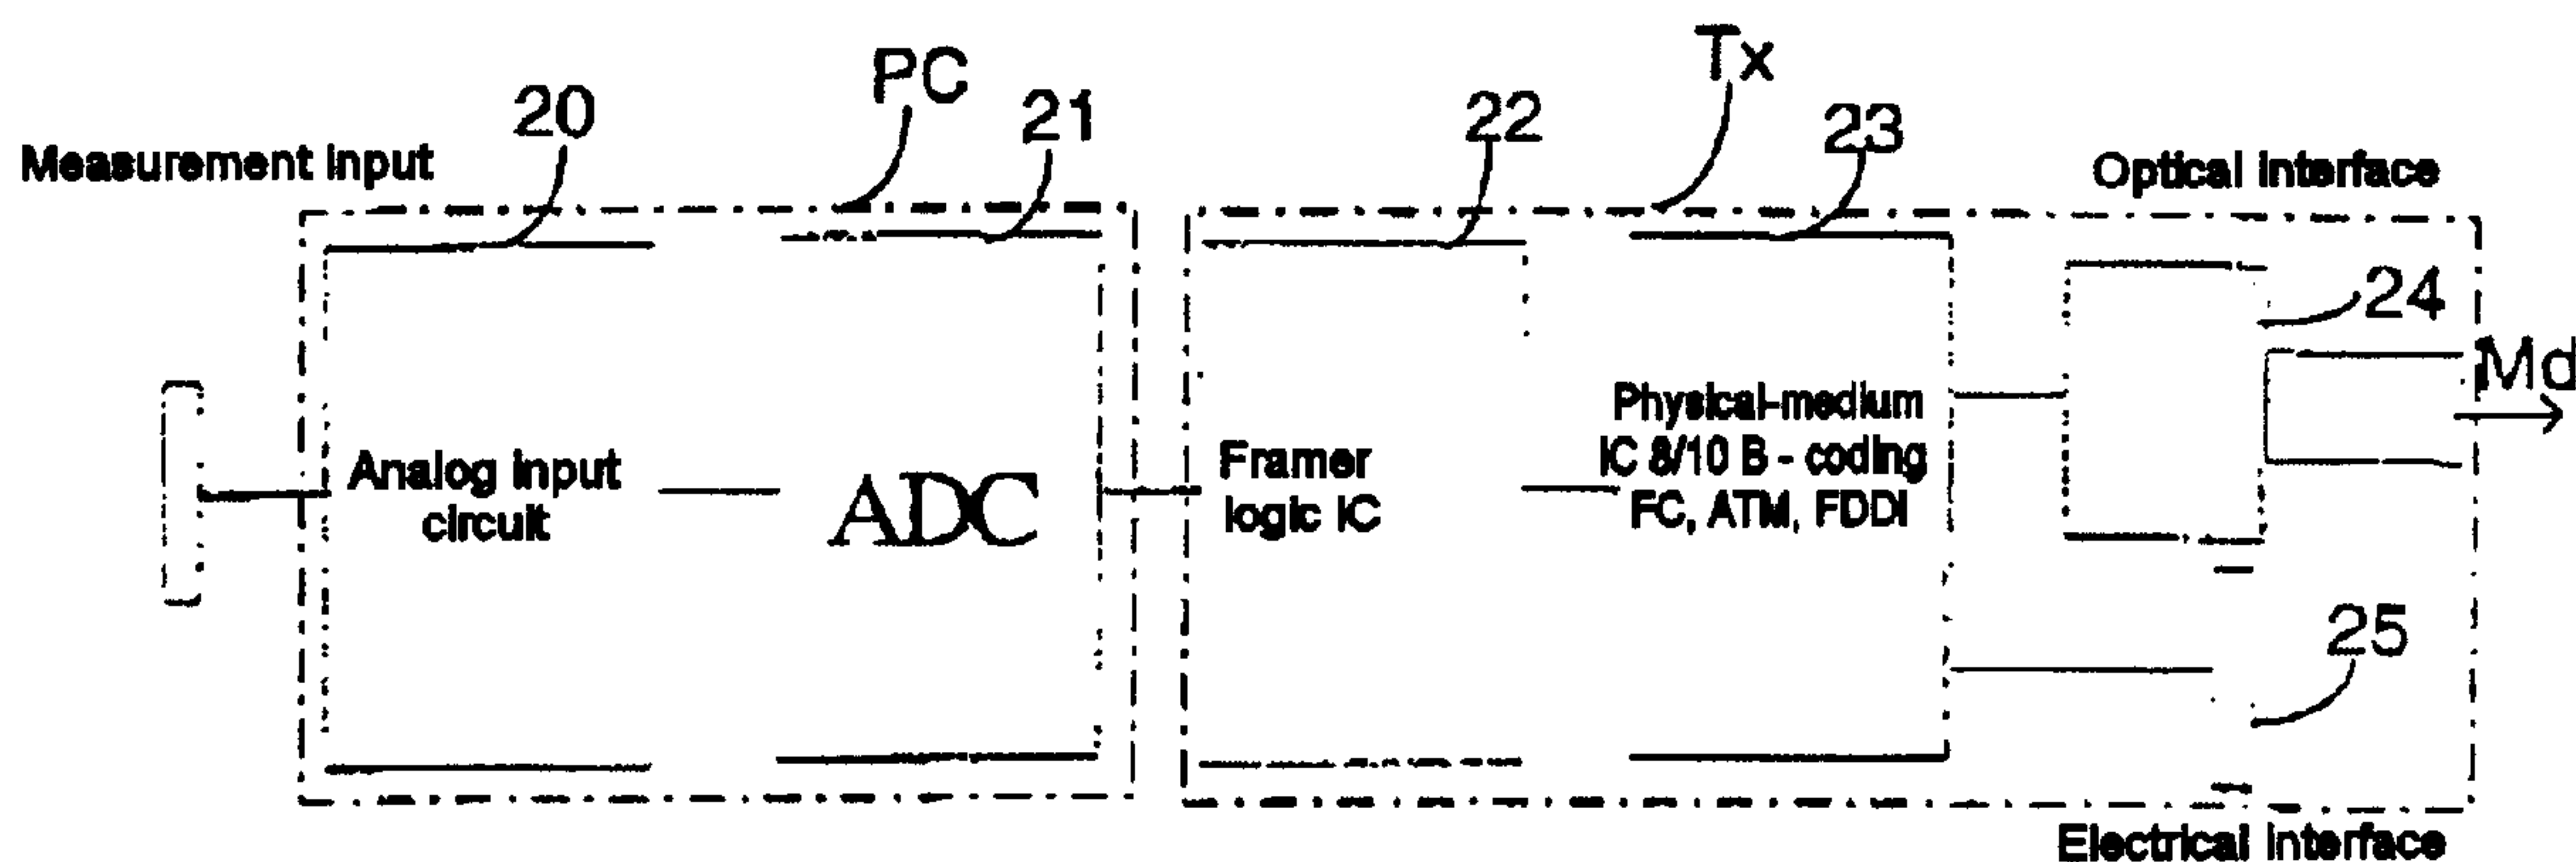 PC
Tx
20
21
22
23
Measurement input
Optical interface
24
Md
Analog input
circuit
ADC
Framer
logic IC
Physical-medium
IC 8/10 B - coding
FC, ATM, FDDI
25
Electrical interface